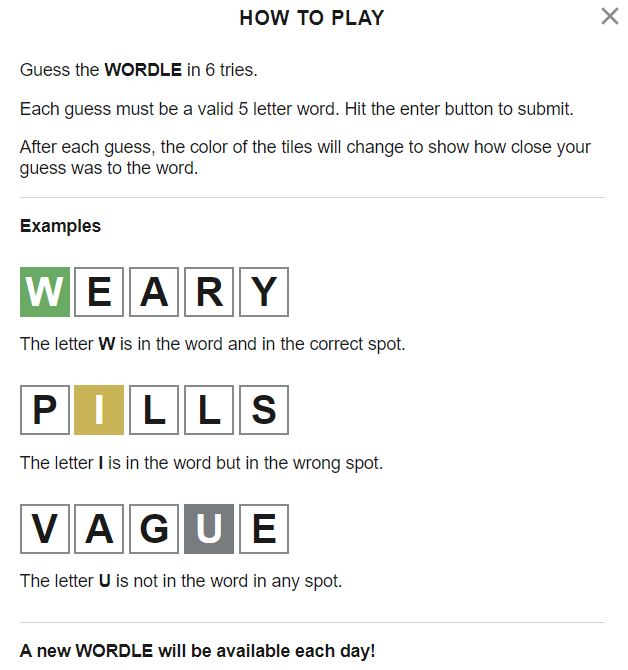 HOW TO PLAY
Guess the WORDLE in 6 tries.
Each guess must be a valid 5 letter word. Hit the enter button to submit.
After each guess, the color of the tiles will change to show how close your
guess was to the word.
Examples
WEARY
The letter W is in the word and in the correct spot.
PILLS
The letter I is in the word but in the wrong spot.
VAGUE
The letter U is not in the word in any spot.
A new WORDLE will be available each day!